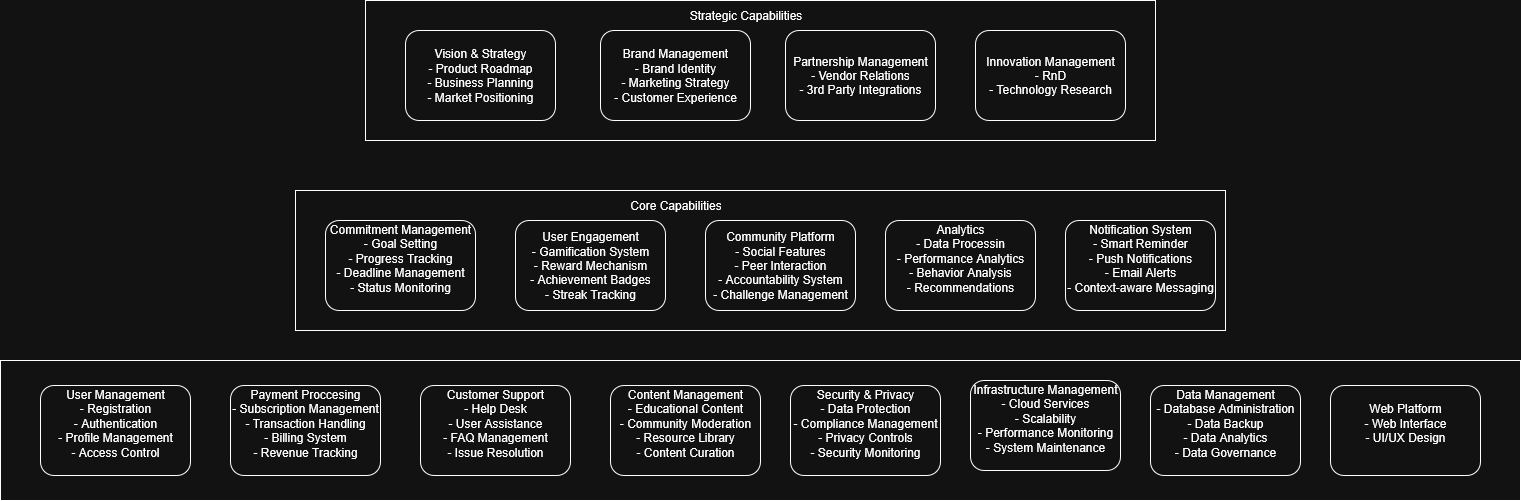 Strategic Capabilities
Vision & Strategy
- Product Roadmap
- Business Planning
- Market Positioning
Brand Management
- Brand Identity
- Marketing Strategy
- Customer Experience
Partnership Management
- Vendor Relations
- 3rd Party Integrations
Innovation Management
- RnD
- Technology Research
Core Capabilities
Commitment Management
- Goal Setting
- Progress Tracking
- Deadline Management
- Status Monitoring
User Engagement
- Gamification System
- Reward Mechanism
- Achievement Badges
- Streak Tracking
Community Platform
- Social Features
- Peer Interaction
- Accountability System
- Challenge Management
Analytics
- Data Processin
- Performance Analytics
- Behavior Analysis
- Recommendations
Notification System
- Smart Reminder
- Push Notifications
- Email Alerts
- Context-aware Messaging
User Management
- Registration
- Authentication
- Profile Management
- Access Control
Payment Proccesing
- Subscription Management
- Transaction Handling
- Billing System
- Revenue Tracking
Customer Support
- Help Desk
- User Assistance
- FAQ Management
- Issue Resolution
Content Management
- Educational Content
- Community Moderation
- Resource Library
- Content Curation
Security & Privacy
- Data Protection
- Compliance Management
- Privacy Controls
- Security Monitoring
Infrastructure Management
- Cloud Services
- Scalability
- Performance Monitoring
- System Maintenance
Data Management
- Database Administration
- Data Backup
- Data Analytics
- Data Governance
Web Platform
- Web Interface
- UI/UX Design